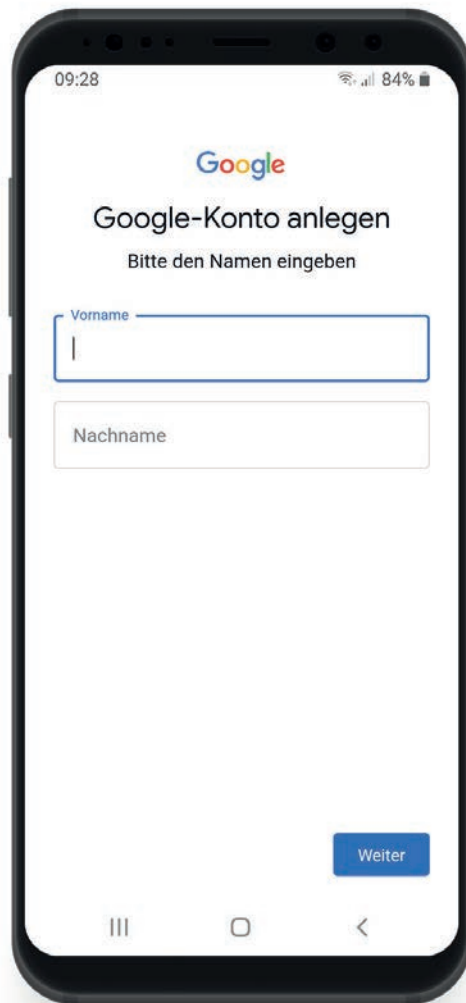 09:28 84%
Google
Google-Konto anlegen
Bitte den Namen eingeben
Vorname
Nachname
Weiter